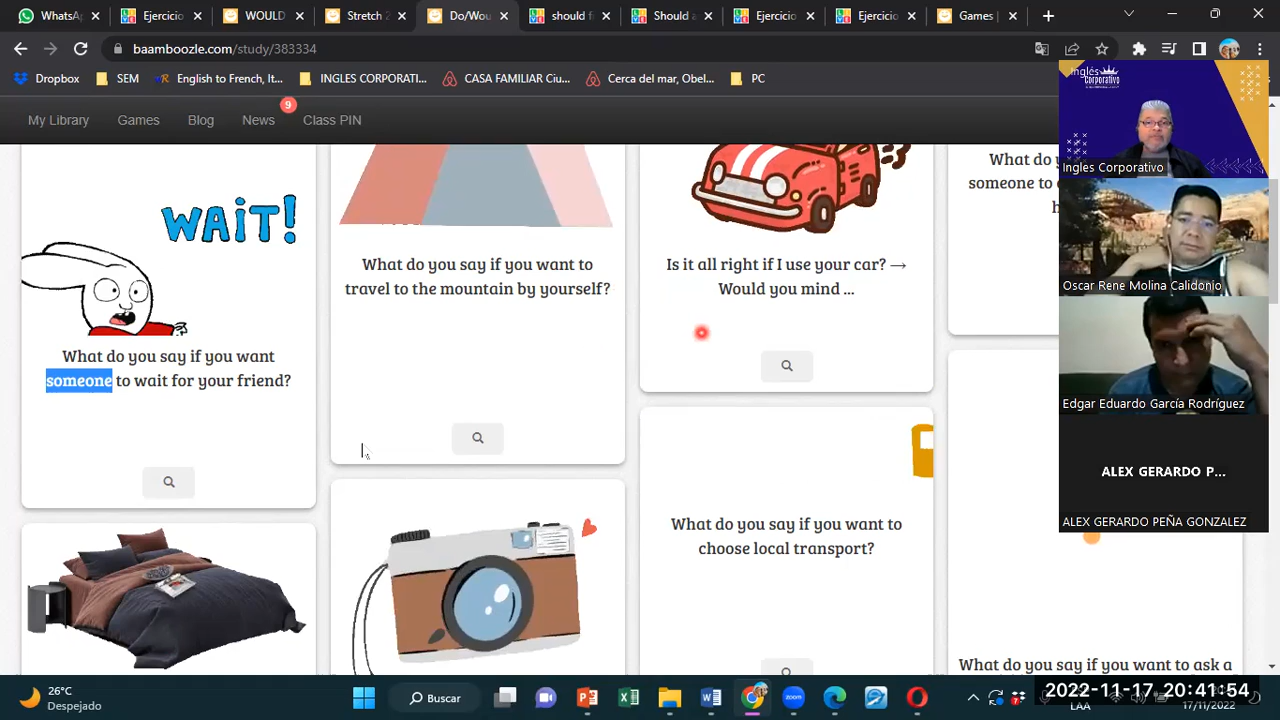 WhatsA
Ejercicio
WOULD
Stretch 2
Do/Wou
should f
Should a
Ejercicio
Ejercicio
Games |
baamboozle.com/study/383334
Dropbox
SEM
English to French, It...
INGLES CORPORATI...
CASA FAMILIAR Cu...
Cerca del mar, Obel...
PC
My Library
Games
Blog
News
9
Class PIN
WAIT!
What do you say if you want
someone to wait for your friend?
What do you say if you want to
travel to the mountain by yourself?
Is it all right if I use your car? →
Would you mind ...
What do you say if you want to
choose local transport?
What do y
someone to
h
What do you say if you want to ask a
Inglés
Corporativo
Ingles Corporativo
Oscar Rene Molina Calidonio
Edgar Eduardo García Rodríguez
ALEX GERARDO P...
ALEX GERARDO PEÑA GONZALEZ
26°C
Despejado
Buscar
LAA
2022-11-17 20:41:54
17/11/2022